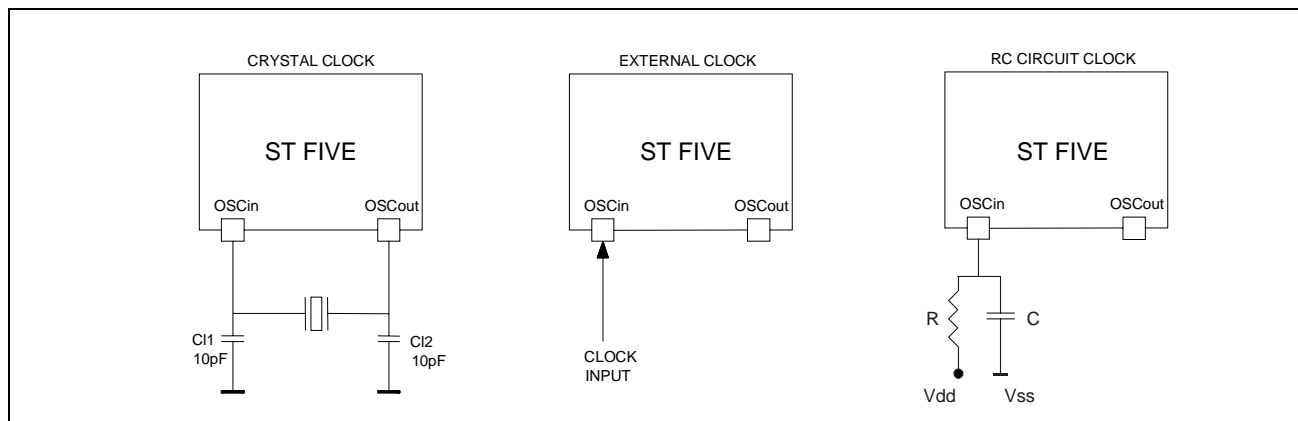 CRYSTAL CLOCK
ST FIVE
OSCin
OSCout
Cl1
10pF
Cl2
10pF
EXTERNAL CLOCK
ST FIVE
OSCin
OSCout
CLOCK
INPUT
RC CIRCUIT CLOCK
ST FIVE
OSCin
OSCout
R
C
Vdd
Vss